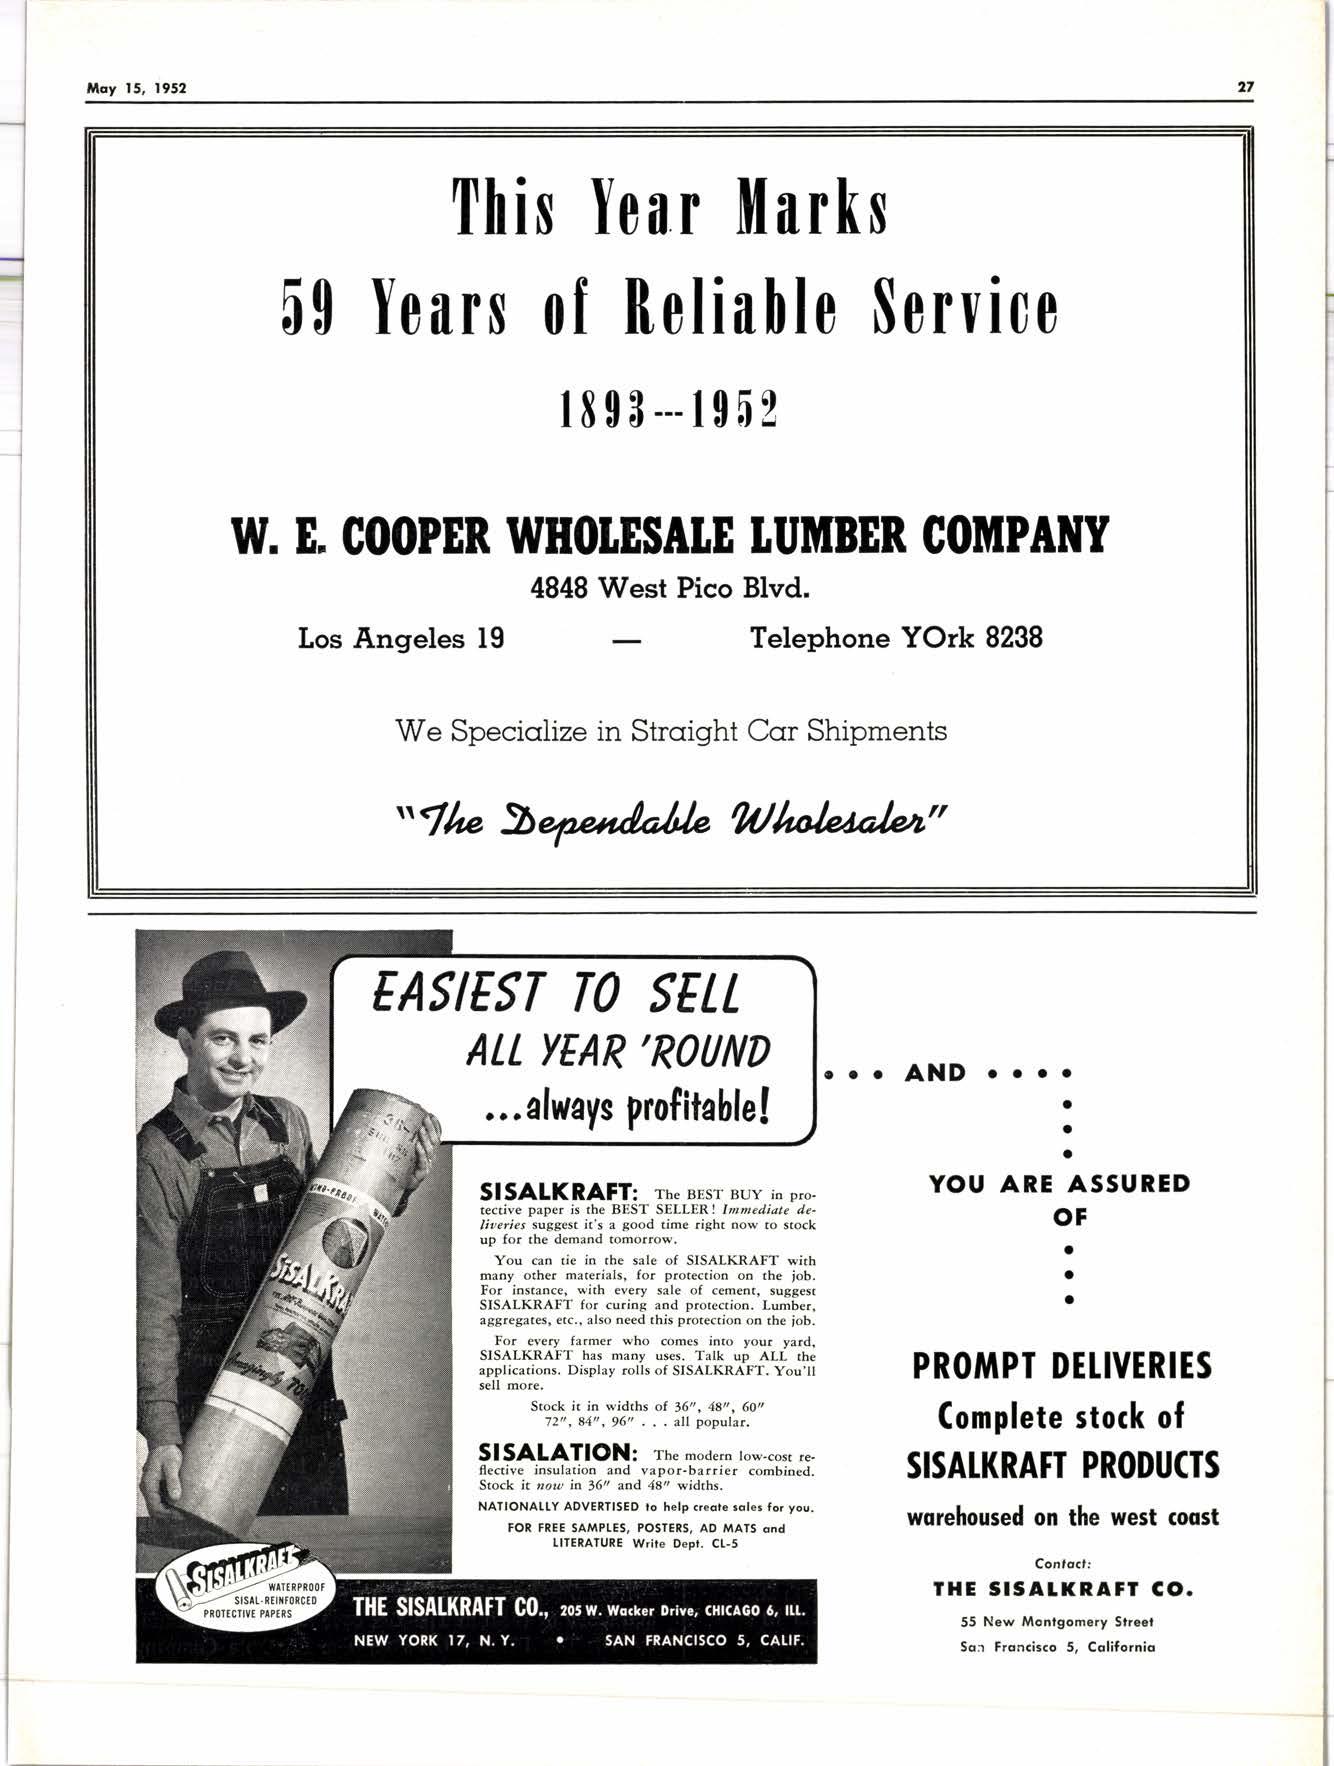 May 15, 1952
27
This Year Marks
59 Years of Reliable Service
1893---1952
W. E. COOPER WHOLESALE LUMBER COMPANY
4848 West Pico Blvd.
Los Angeles 19 — Telephone YOrk 8238
We Specialize in Straight Car Shipments
"The Dependable Wholesaler"
EASIEST TO SELL
ALL YEAR 'ROUND
...always profitable!
36-
SISALKRA
SISALKRAFT: The BEST BUY in pro-
tective paper is the BEST SELLER! Immediate de-
liveries suggest it's a good time right now to stock
up for the demand tomorrow.
You can tie in the sale of SISALKRAFT with
many other materials, for protection on the job.
For instance, with every sale of cement, suggest
SISALKRAFT for curing and protection. Lumber,
aggregates, etc., also need this protection on the job.
For every farmer who comes into your yard,
SISALKRAFT has many uses. Talk up ALL the
applications. Display rolls of SISALKRAFT. You'll
sell more.
Stock it in widths of 36", 48", 60"
72", 84", 96" . . . all popular.
SISALATION: The modern low-cost re-
flective insulation and vapor-barrier combined.
Stock it now in 36" and 48" widths.
NATIONALLY ADVERTISED to help create sales for you.
FOR FREE SAMPLES, POSTERS, AD MATS and
LITERATURE Write Dept. CL-5
SISALKRAFT
WATERPROOF
SISAL-REINFORCED
PROTECTIVE PAPERS
THE SISALKRAFT CO., 205 W. Wacker Drive, CHICAGO 6, ILL.
NEW YORK 17, N. Y. • SAN FRANCISCO 5, CALIF.
• • • AND • • • •
YOU ARE ASSURED
OF
PROMPT DELIVERIES
Complete stock of
SISALKRAFT PRODUCTS
warehoused on the west coast
Contact:
THE SISALKRAFT CO.
55 New Montgomery Street
San Francisco 5, California